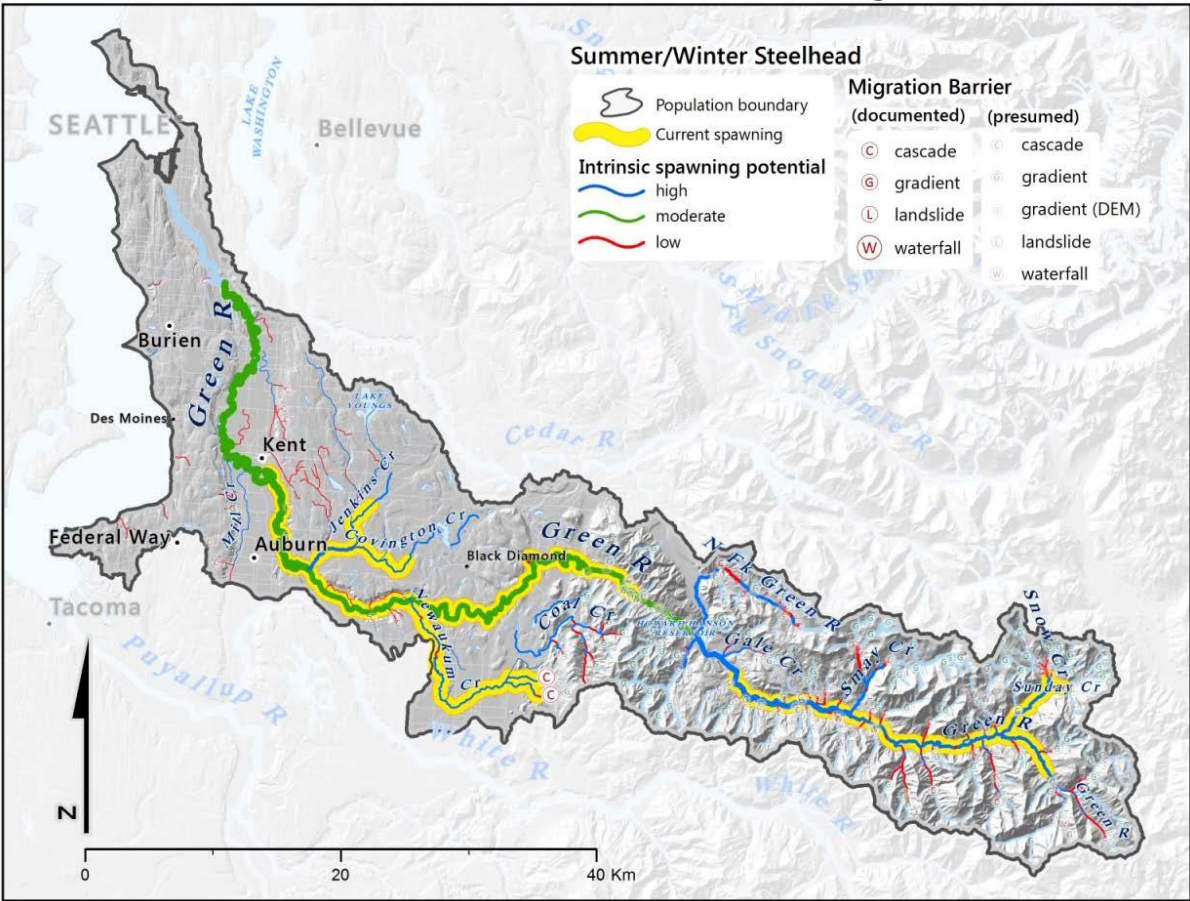 Summer/Winter Steelhead
Population boundary
Current spawning
Intrinsic spawning potential
high
moderate
low
Migration Barrier
(documented)
cascade
gradient
landslide
waterfall
(presumed)
cascade
gradient
gradient (DEM)
landslide
waterfall
SEATTLE
LAKE
WASHINGTON
Bellevue
Burien
Green R
Des Moines
Kent
LAKE
YOUNGS
Cedar R
Snoqualmie R
Mill Cr
Jenkins Cr
Covington Cr
Federal Way
Auburn
Black Diamond
Green R
N Fk Green R
Tacoma
Newaukum Cr
Coal Cr
HOWARD HANSON
RESERVOIR
Gale Cr
Smay Cr
Snow Cr
Sunday Cr
Green R
Green R
Puyallup R
White R
White R
C
C
N
0
20
40 Km